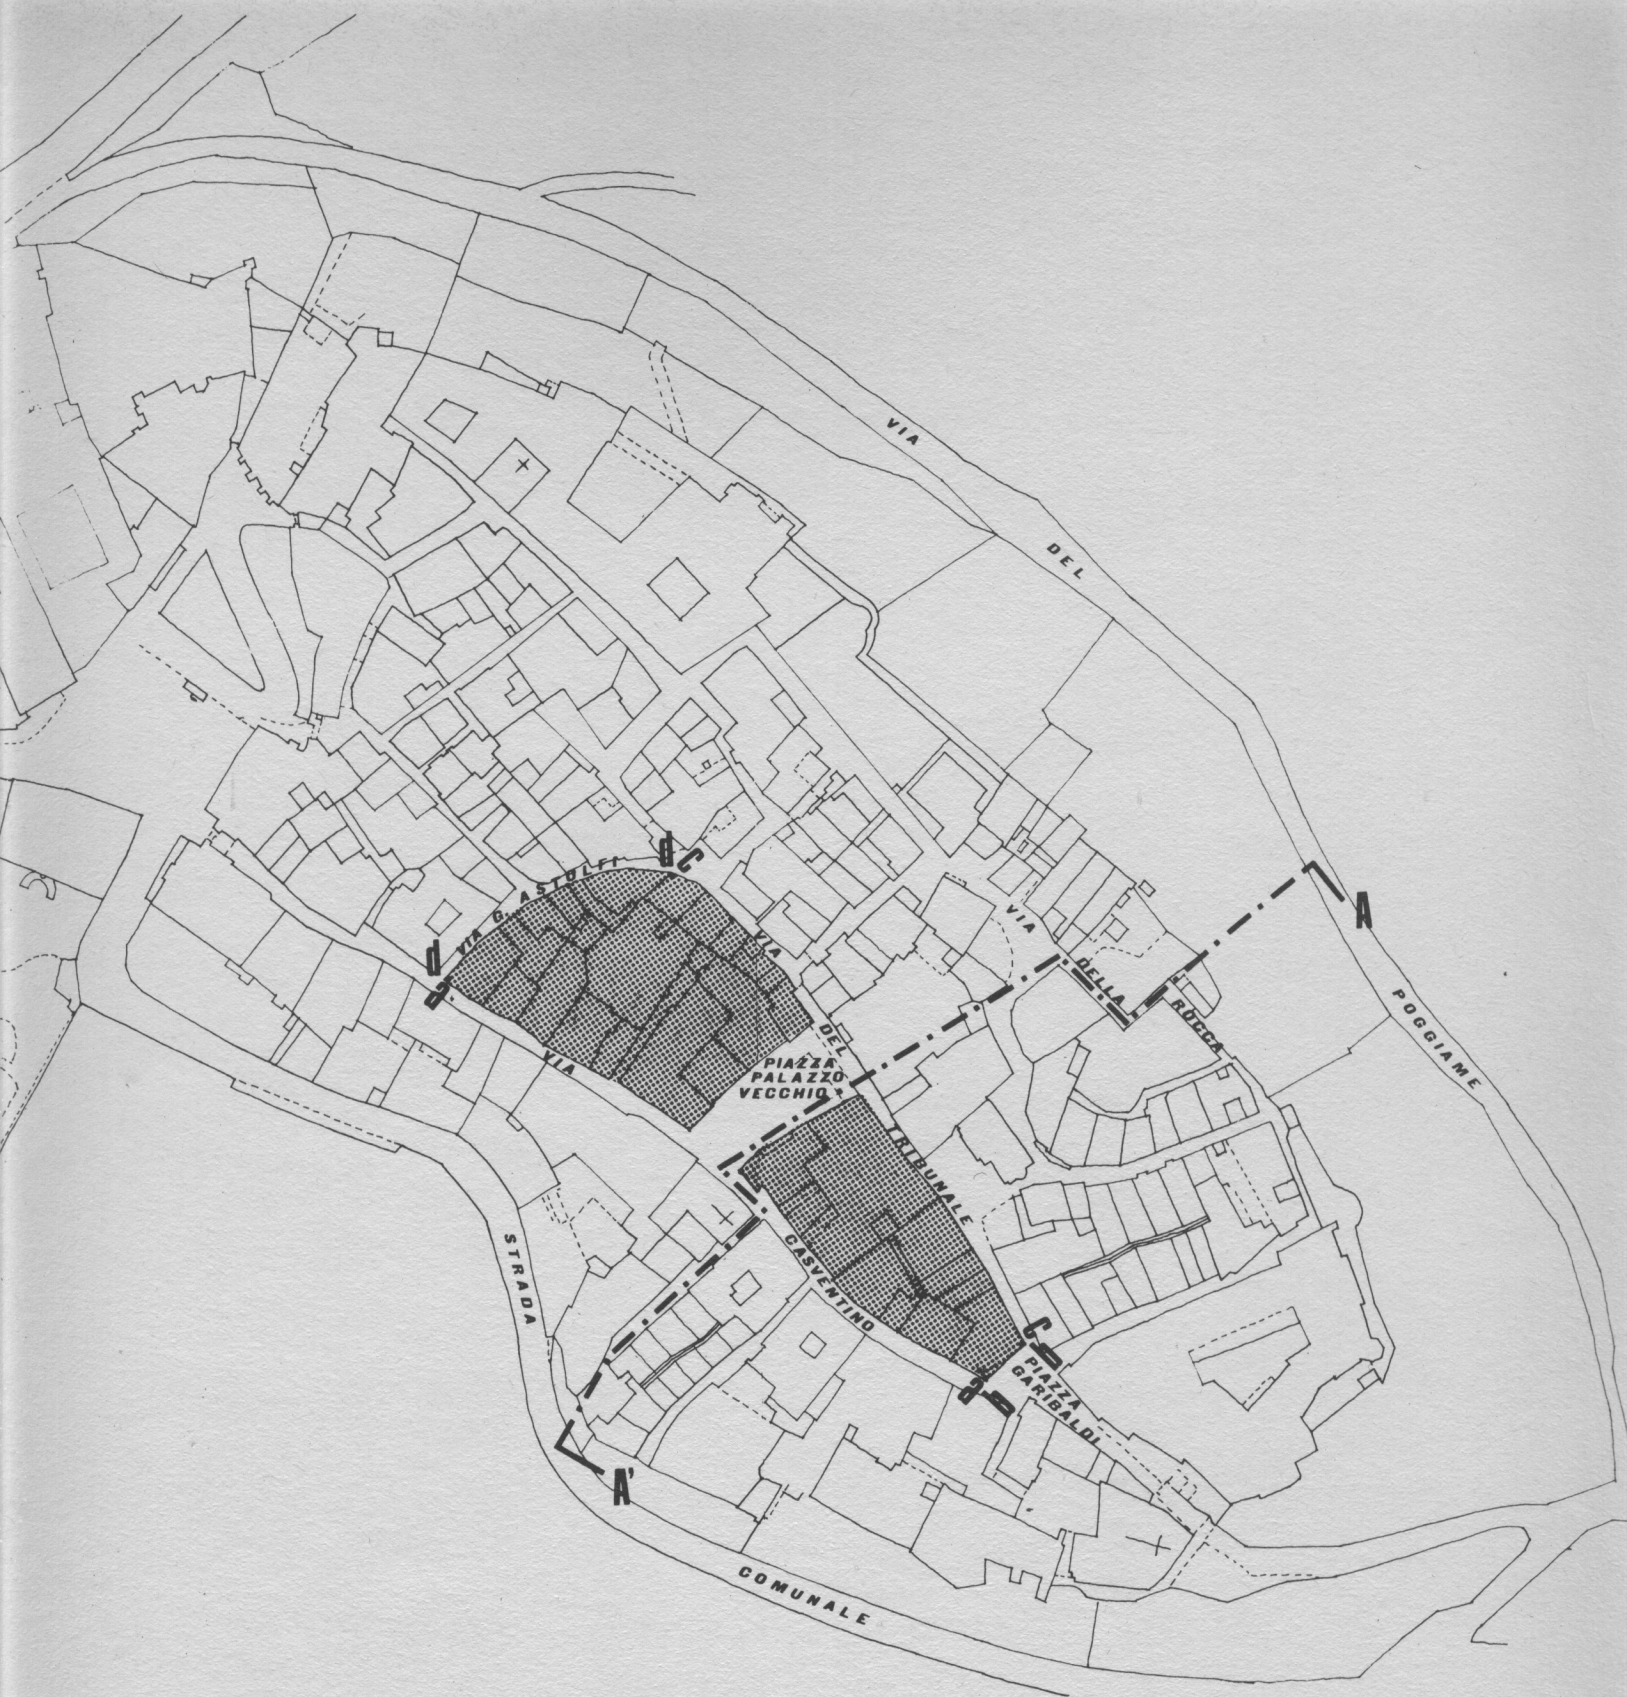 VIA
DEL
POGGIAME
d
c
VIA G. ASTOLFI
d
a
VIA
VIA
DELLA
ROCCA
A
VIA
DEL
PIAZZA
PALAZZO
VECCHIO
TRIBUNALE
CASVENTINO
STRADA
c
a
PIAZZA
GARIBALDI
A'
COMUNALE